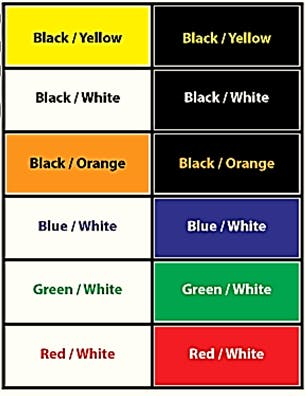 Black / Yellow
Black / Yellow
Black / White
Black / White
Black / Orange
Black / Orange
Blue / White
Blue / White
Green / White
Green / White
Red / White
Red / White